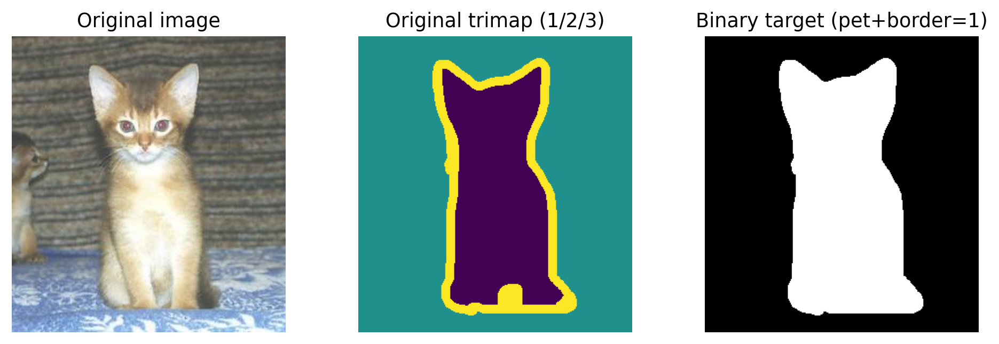 Original image
Original trimap (1/2/3)
Binary target (pet+border=1)